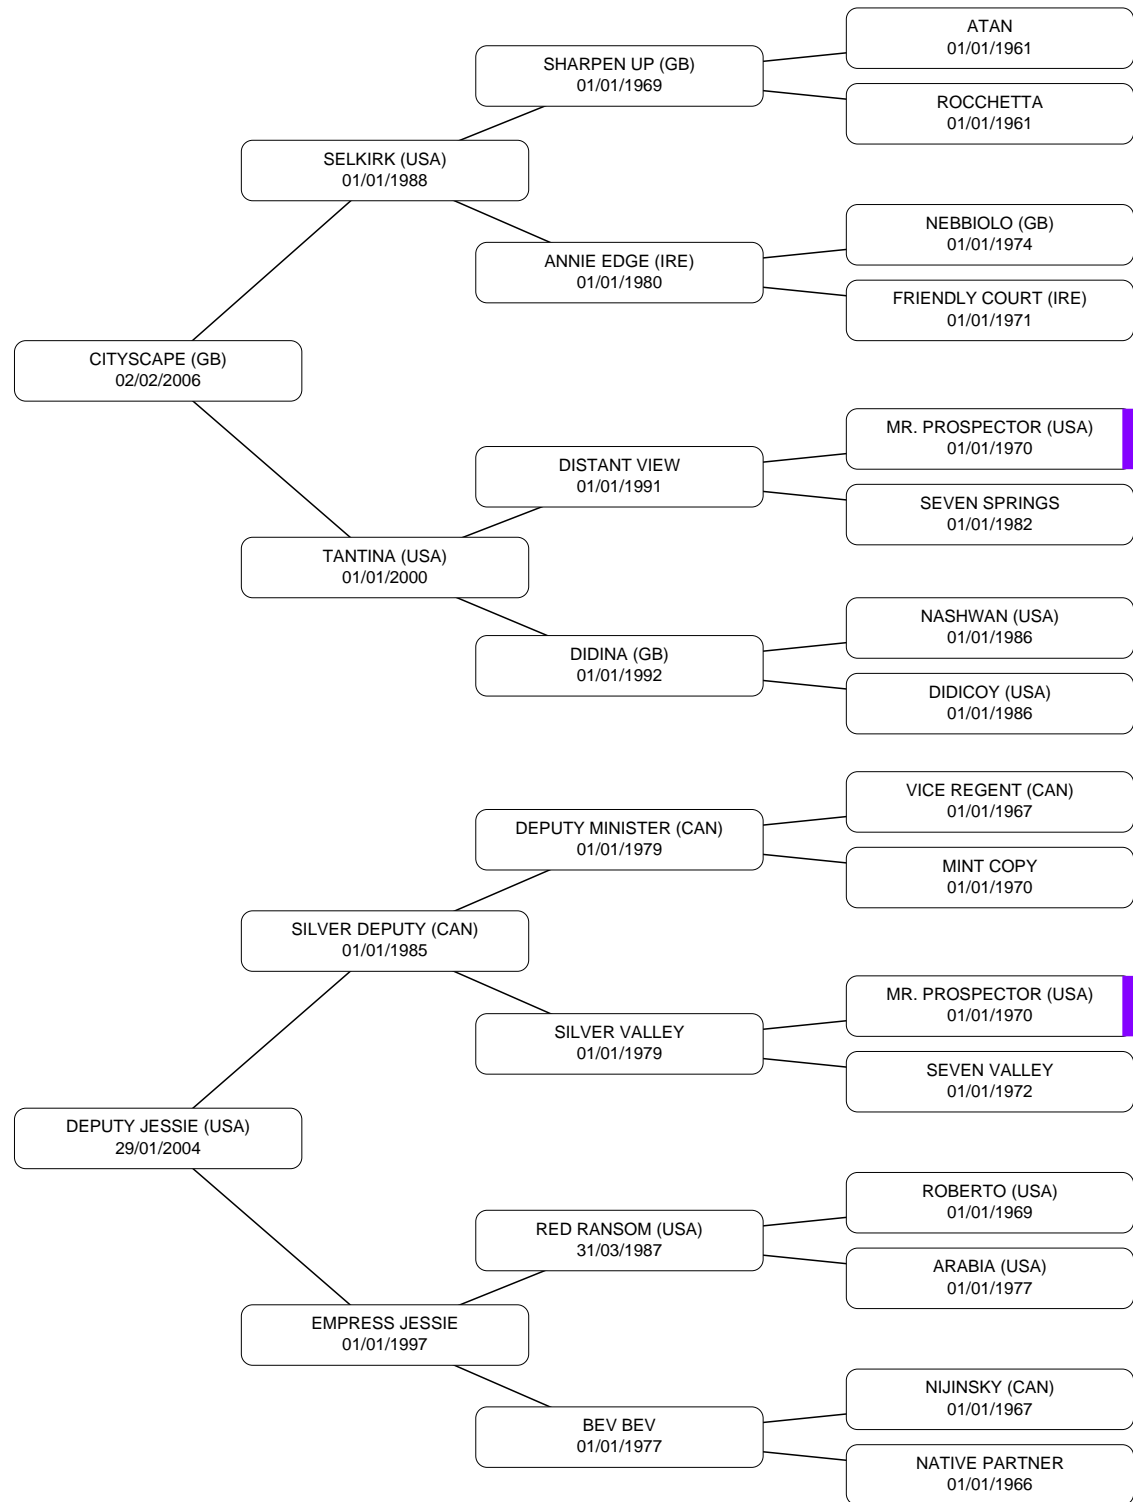 ATAN
01/01/1961
SHARPEN UP (GB)
01/01/1969
ROCCHETTA
01/01/1961
SELKIRK (USA)
01/01/1988
NEBBIOLO (GB)
01/01/1974
ANNIE EDGE (IRE)
01/01/1980
FRIENDLY COURT (IRE)
01/01/1971
CITYSCAPE (GB)
02/02/2006
MR. PROSPECTOR (USA)
01/01/1970
DISTANT VIEW
01/01/1991
SEVEN SPRINGS
01/01/1982
TANTINA (USA)
01/01/2000
NASHWAN (USA)
01/01/1986
DIDINA (GB)
01/01/1992
DIDICOY (USA)
01/01/1986
VICE REGENT (CAN)
01/01/1967
DEPUTY MINISTER (CAN)
01/01/1979
MINT COPY
01/01/1970
SILVER DEPUTY (CAN)
01/01/1985
MR. PROSPECTOR (USA)
01/01/1970
SILVER VALLEY
01/01/1979
SEVEN VALLEY
01/01/1972
DEPUTY JESSIE (USA)
29/01/2004
ROBERTO (USA)
01/01/1969
RED RANSOM (USA)
31/03/1987
ARABIA (USA)
01/01/1977
EMPRESS JESSIE
01/01/1997
NIJINSKY (CAN)
01/01/1967
BEV BEV
01/01/1977
NATIVE PARTNER
01/01/1966